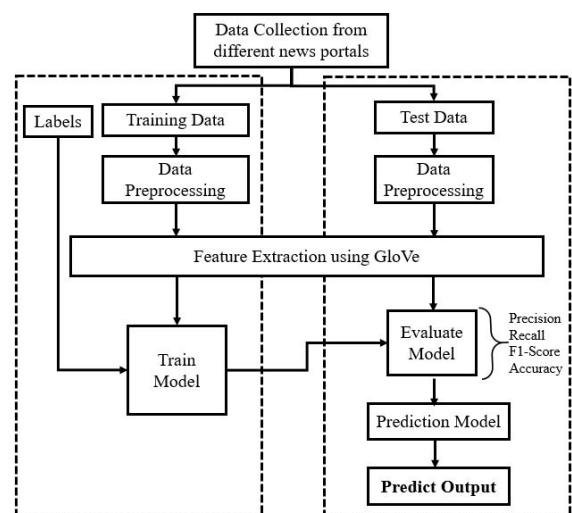 Data Collection from
different news portals
Labels
Training Data
Test Data
Data
Preprocessing
Data
Preprocessing
Feature Extraction using GloVe
Train
Model
Evaluate
Model
Precision
Recall
F1-Score
Accuracy
Prediction Model
Predict Output